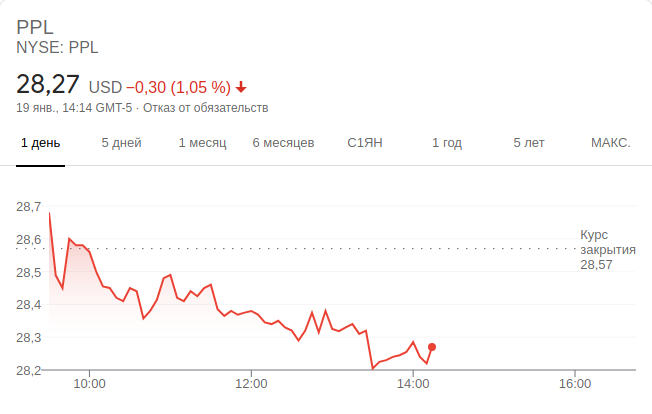 PPL
NYSE: PPL
28,27 USD −0,30 (1,05 %)
19 янв., 14:14 GMT-5 · Отказ от обязательств
1 день 5 дней 1 месяц 6 месяцев С1ЯН 1 год 5 лет МАКС.
28,7
28,6
28,5
28,4
28,3
28,2
Курс
закрытия
28,57
10:00 12:00 14:00 16:00